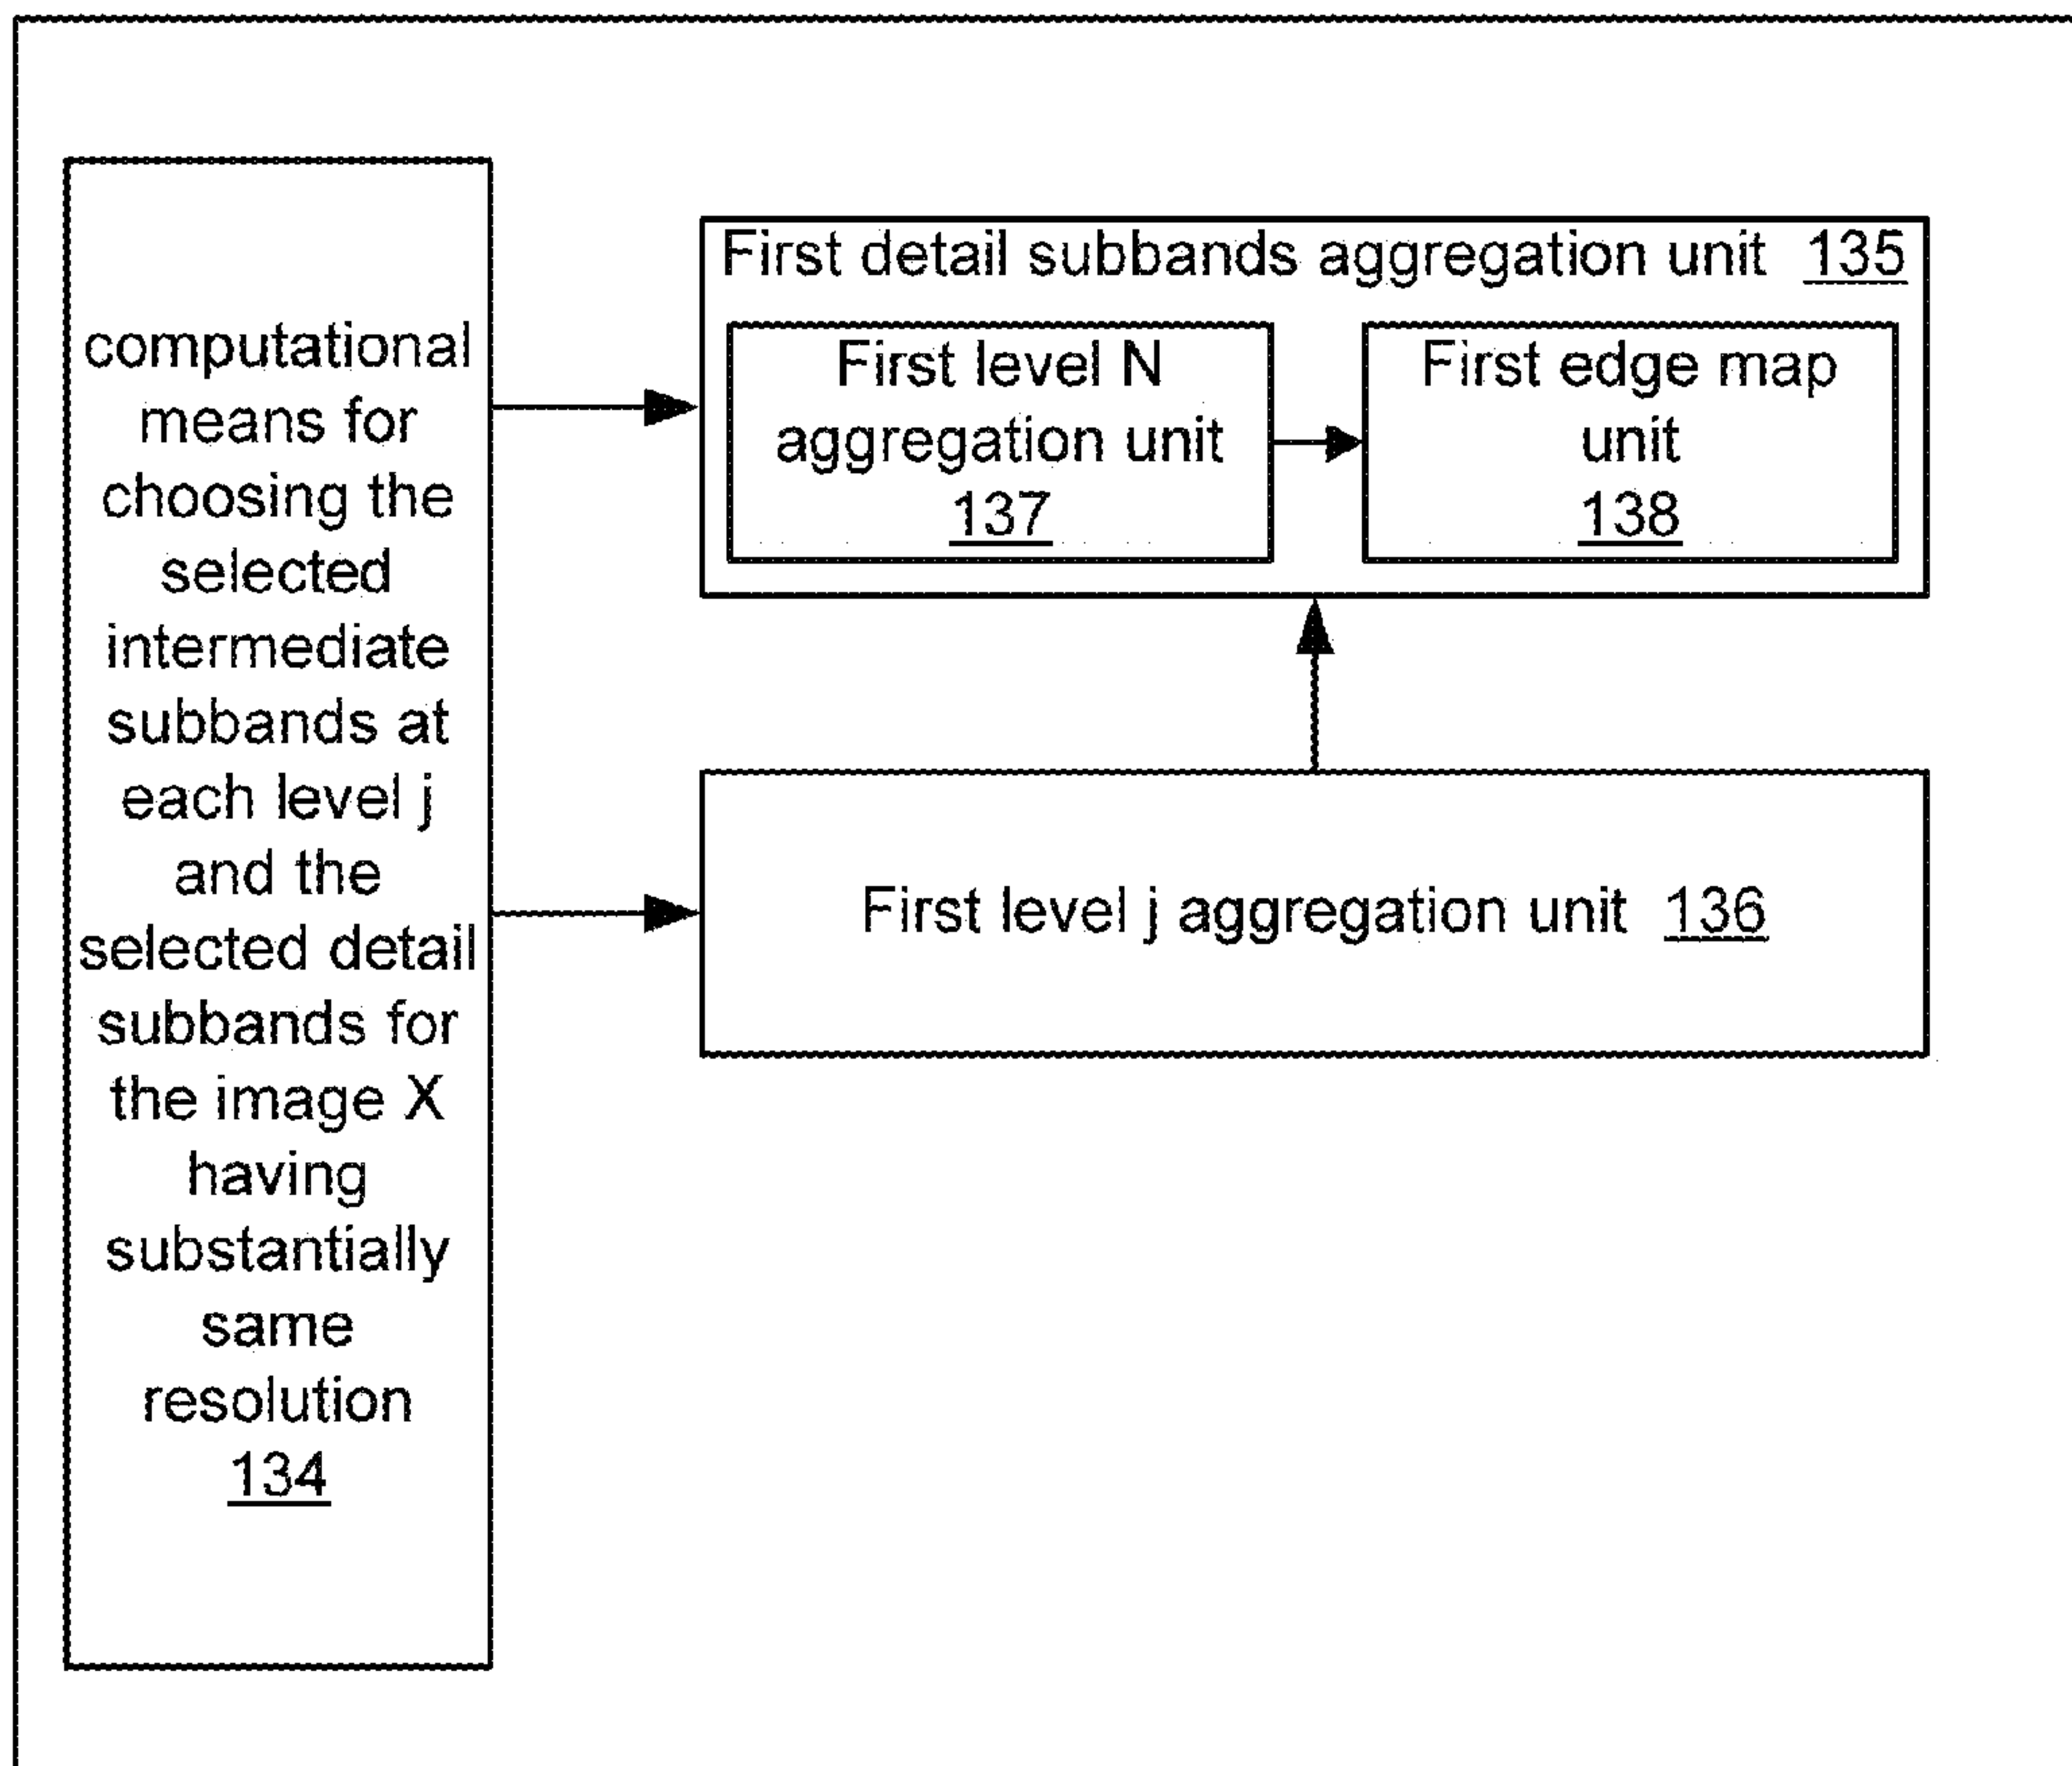 computational
means for
choosing the
selected
intermediate
subbands at
each level j
and the
selected detail
subbands for
the image X
having
substantially
same
resolution
134
First detail subbands aggregation unit 135
First level N
aggregation unit
137
First edge map
unit
138
First level j aggregation unit 136